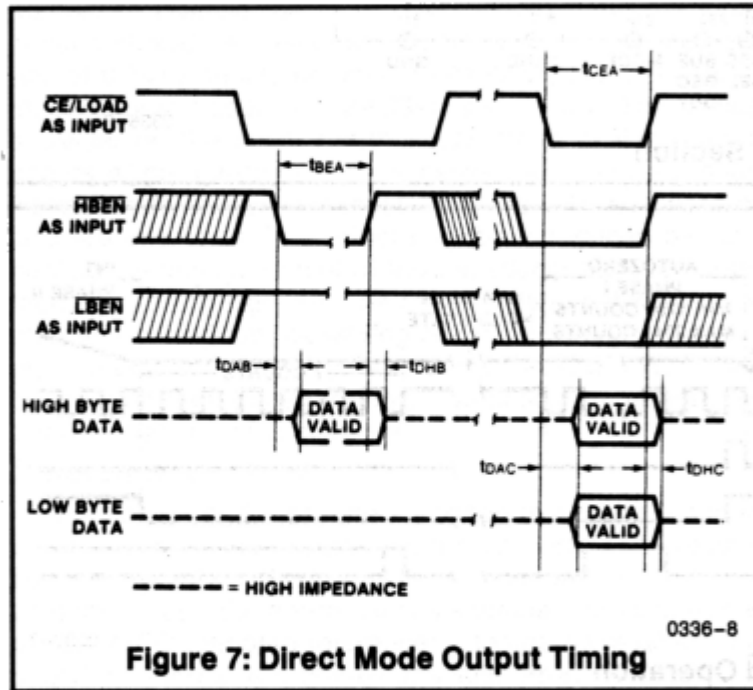 tCEA
CE/LOAD
AS INPUT
tBEA
HBEN
AS INPUT
LBEN
AS INPUT
tDAB
tDHB
HIGH BYTE
DATA
DATA
VALID
DATA
VALID
tDAC
tDHC
LOW BYTE
DATA
DATA
VALID
= HIGH IMPEDANCE
0336-8
Figure 7: Direct Mode Output Timing